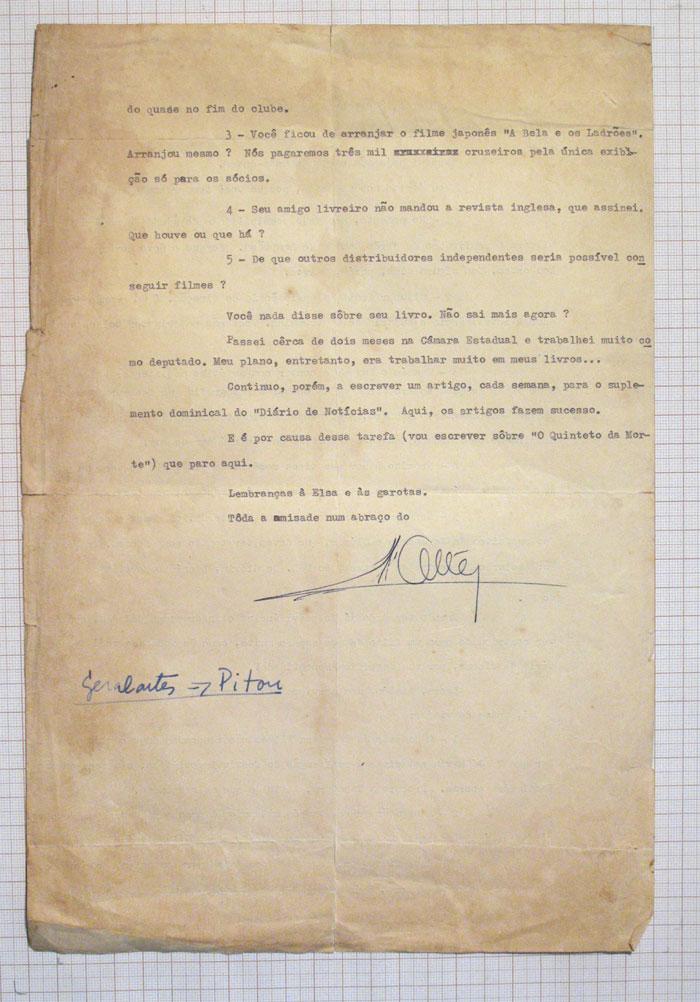 do quase no fim do clube.
3 - Você ficou de arranjar o filme japonês "A Bela e os Ladrões".
Arranjou mesmo ? Nós pagaremos três mil cruzeiros pela única exibi-
ção só para os sócios.
4 - Seu amigo livreiro não mandou a revista inglesa, que assinei.
Que houve ou que há ?
5 - De que outros distribuidores independentes seria possível con
seguir filmes ?
Você nada disse sôbre seu livro. Não sai mais agora ?
Passei cêrca de dois meses na Câmara Estadual e trabalhei muito co
mo deputado. Meu plano, entretanto, era trabalhar muito em meus livros...
Continuo, porém, a escrever um artigo, cada semana, para o suple-
mento dominical do "Diário de Notícias". Aqui, os artigos fazem sucesso.
E é por causa dessa tarefa (vou escrever sôbre "O Quinteto da Mor-
te") que paro aqui.
Lembranças à Elsa e às garotas.
Tôda a amisade num abraço do
Pitou